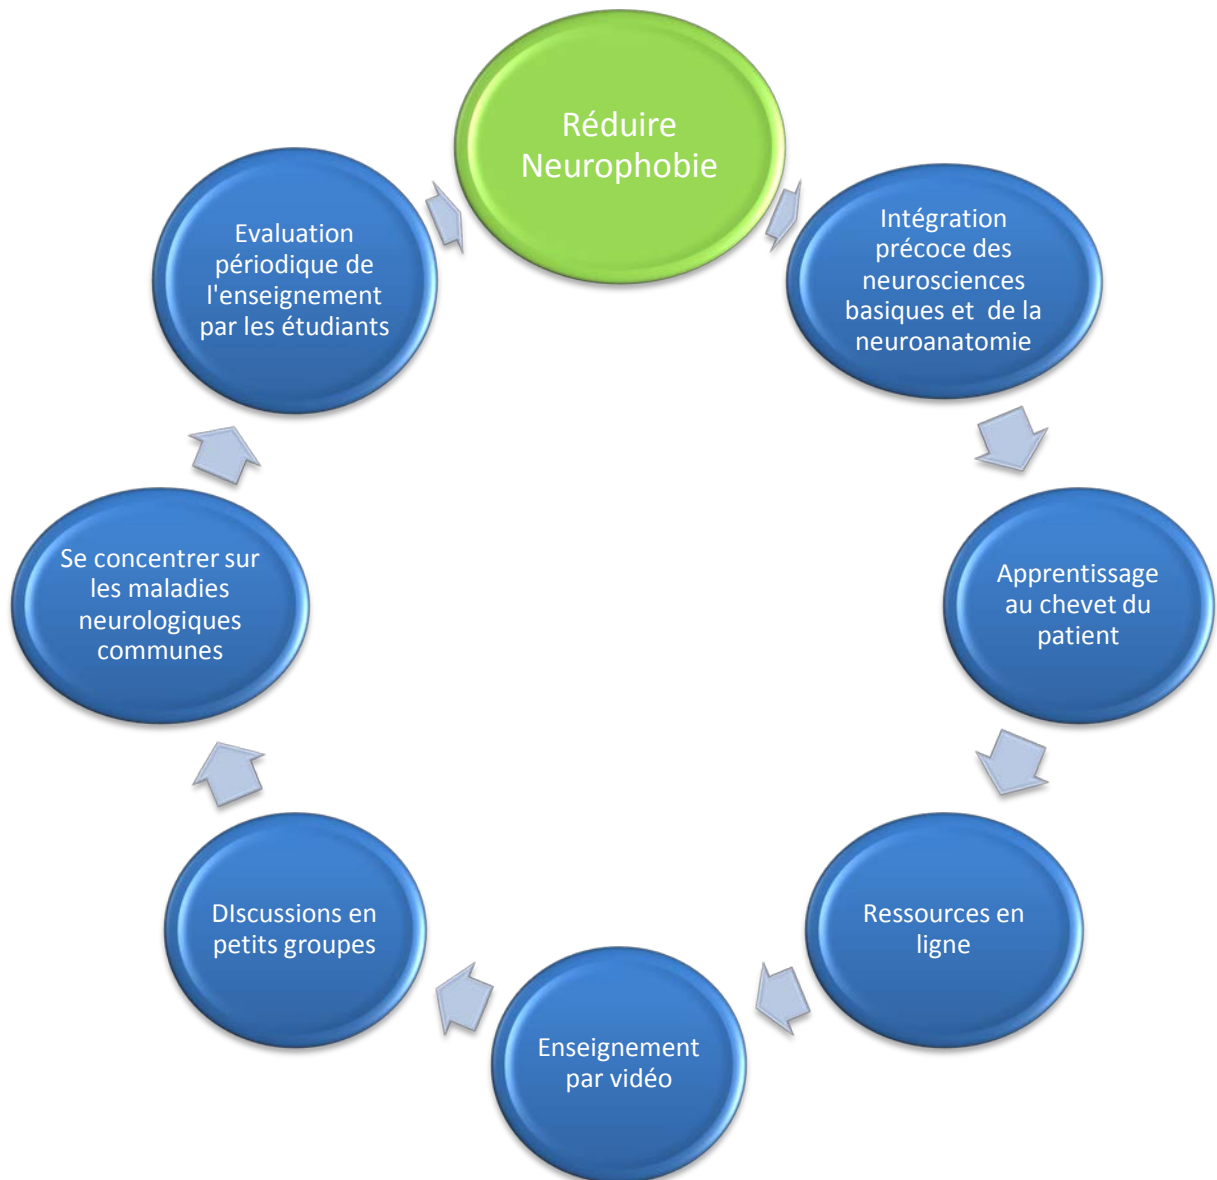 Réduire
Neurophobie
Intégration
précoce des
neurosciences
basiques et de la
neuroanatomie
Apprentissage
au chevet du
patient
Ressources en
ligne
Enseignement
par vidéo
DIscussions en
petits groupes
Se concentrer sur
les maladies
neurologiques
communes
Evaluation
périodique de
l'enseignement
par les étudiants